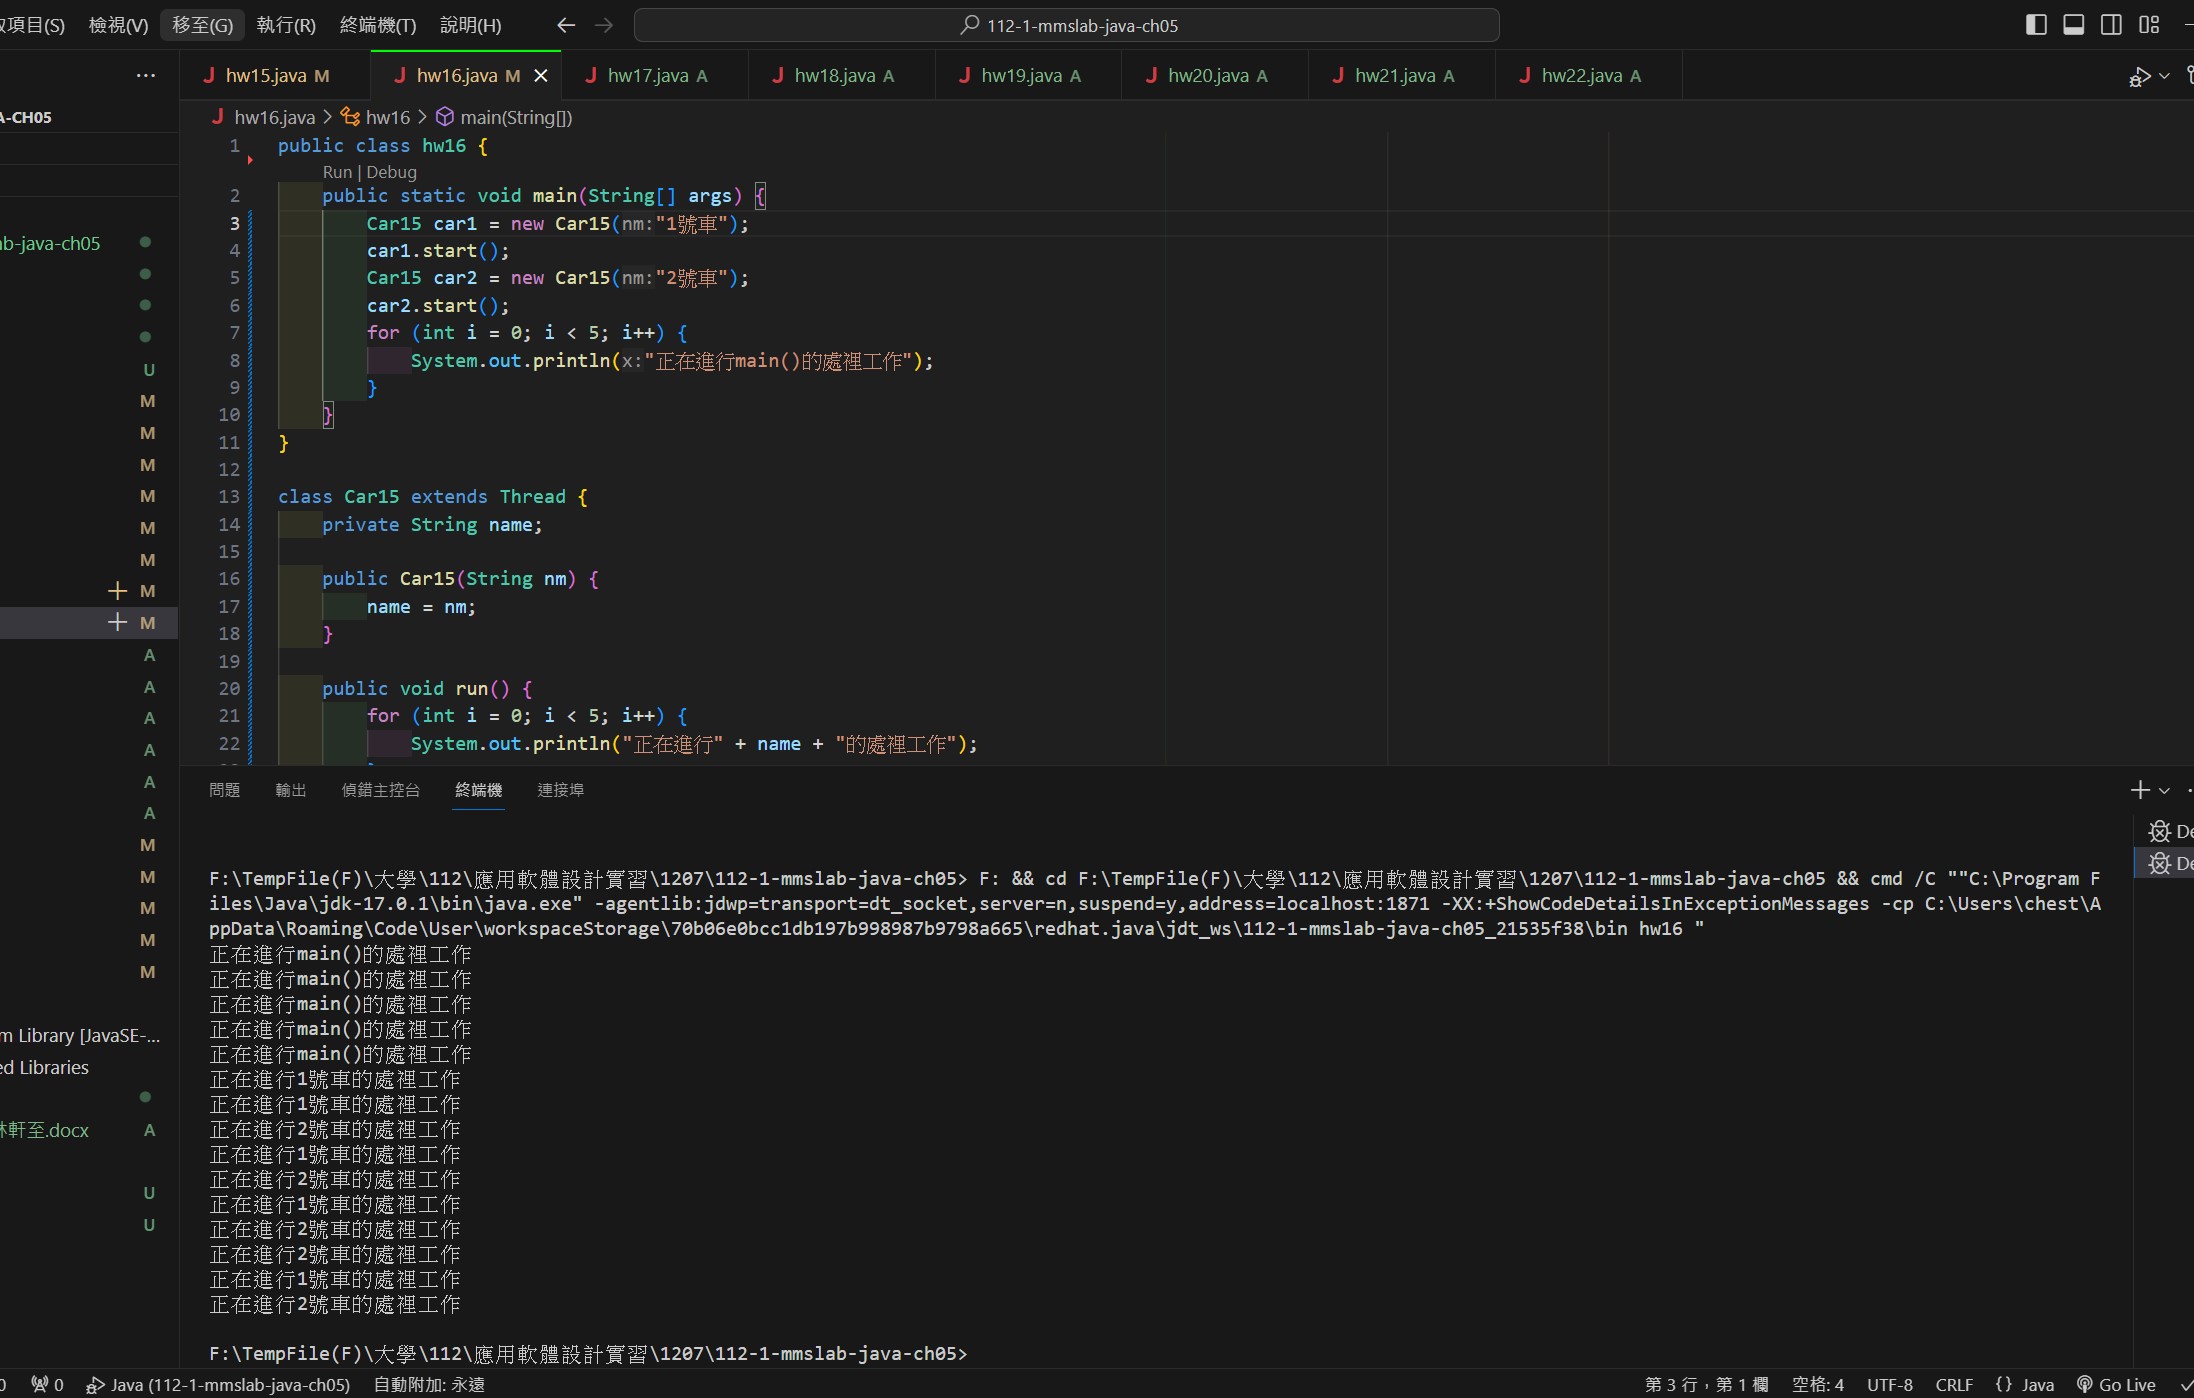 取項目(S) 檢視(V) 移至(G) 執行(R) 終端機(T) 說明(H) 112-1-mmslab-java-ch05
hw15.java M hw16.java M hw17.java A hw18.java A hw19.java A hw20.java A hw21.java A hw22.java A
A-CH05
hw16.java > hw16 > main(String[])
1 public class hw16 {
Run | Debug
2 public static void main(String[] args) {
3 Car15 car1 = new Car15(nm:"1號車");
4 car1.start();
5 Car15 car2 = new Car15(nm:"2號車");
6 car2.start();
7 for (int i = 0; i < 5; i++) {
8 System.out.println(x:"正在進行main()的處裡工作");
9 }
10 }
11 }
12
13 class Car15 extends Thread {
14 private String name;
15
16 public Car15(String nm) {
17 name = nm;
18 }
19
20 public void run() {
21 for (int i = 0; i < 5; i++) {
22 System.out.println("正在進行" + name + "的處裡工作");
ab-java-ch05
U
M
M
M
M
M
M
M
M
A
A
A
A
A
A
M
M
M
M
M
m Library [JavaSE-...
ed Libraries
林軒至.docx A
U
U
問題 輸出 偵錯主控台 終端機 連接埠
De
De
F:\TempFile(F)\大學\112\應用軟體設計實習\1207\112-1-mmslab-java-ch05> F: && cd F:\TempFile(F)\大學\112\應用軟體設計實習\1207\112-1-mmslab-java-ch05 && cmd /C ""C:\Program F
iles\Java\jdk-17.0.1\bin\java.exe" -agentlib:jdwp=transport=dt_socket,server=n,suspend=y,address=localhost:1871 -XX:+ShowCodeDetailsInExceptionMessages -cp C:\Users\chest\A
ppData\Roaming\Code\User\workspaceStorage\70b06e0bcc1db197b998987b9798a665\redhat.java\jdt_ws\112-1-mmslab-java-ch05_21535f38\bin hw16 "
正在進行main()的處裡工作
正在進行main()的處裡工作
正在進行main()的處裡工作
正在進行main()的處裡工作
正在進行main()的處裡工作
正在進行1號車的處裡工作
正在進行1號車的處裡工作
正在進行2號車的處裡工作
正在進行1號車的處裡工作
正在進行2號車的處裡工作
正在進行1號車的處裡工作
正在進行2號車的處裡工作
正在進行2號車的處裡工作
正在進行1號車的處裡工作
正在進行2號車的處裡工作
F:\TempFile(F)\大學\112\應用軟體設計實習\1207\112-1-mmslab-java-ch05>
0 0 Java (112-1-mmslab-java-ch05) 自動附加: 永遠 第 3 行，第 1 欄 空格: 4 UTF-8 CRLF {} Java Go Live